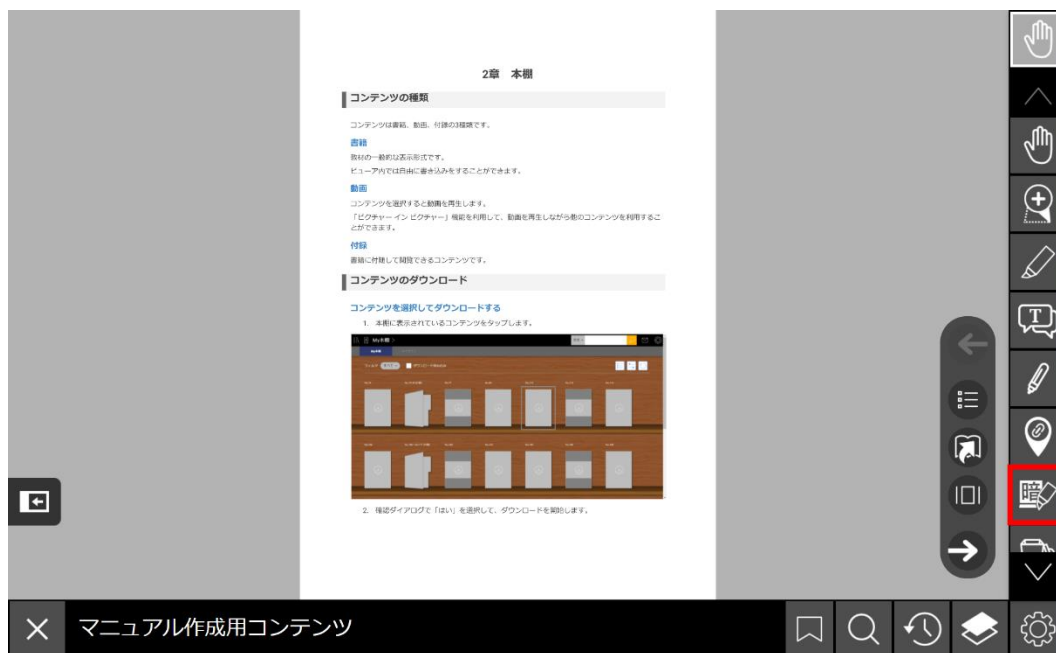 2章 本棚
コンテンツの種類
コンテンツは書籍、動画、付録の3種類です。
書籍
教材の一般的な表示形式です。
ビューア内では自由に書き込みをすることができます。
動画
コンテンツを選択すると動画を再生します。
「ピクチャー イン ピクチャー」機能を利用して、動画を再生しながら他のコンテンツを利用するこ
とができます。
付録
書籍に付随して閲覧できるコンテンツです。
コンテンツのダウンロード
コンテンツを選択してダウンロードする
1. 本棚に表示されているコンテンツをタップします。
My本棚
2. 確認ダイアログで「はい」を選択して、ダウンロードを開始します。
T
暗
マニュアル作成用コンテンツ